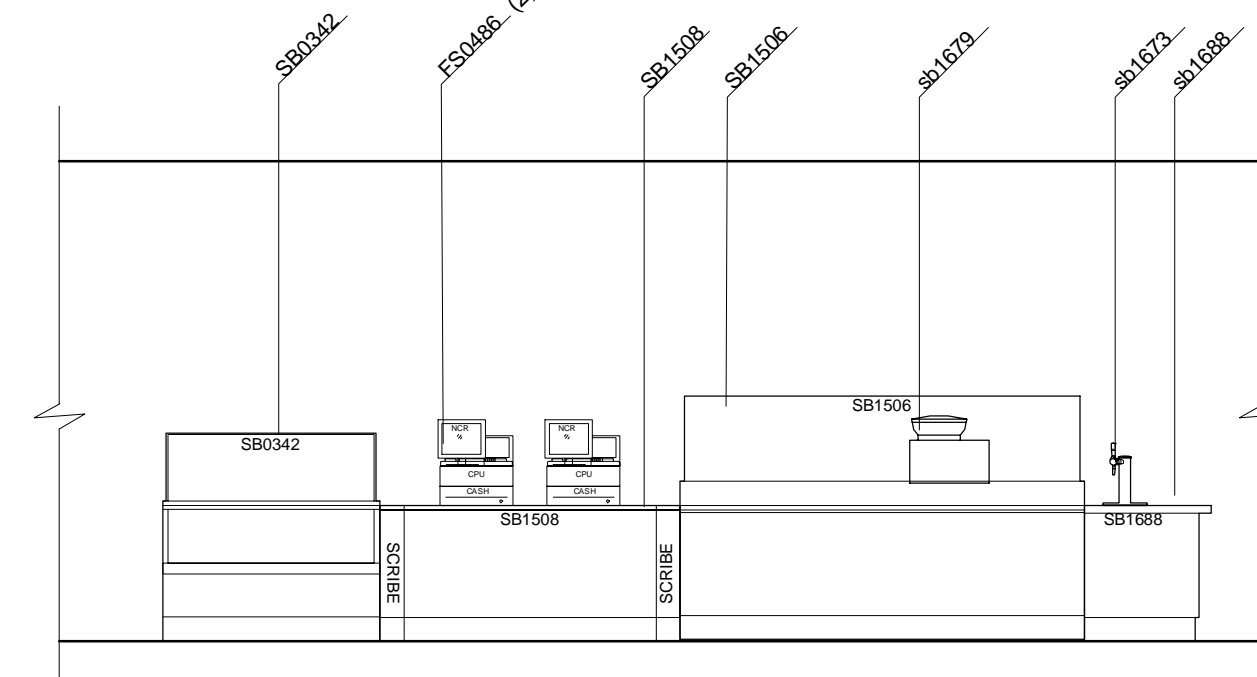 SB0342
FS0486
SB1508
SB1506
sb1679
sb1673
sb1688
SB1506
SB0342
NCR
NCR
CPU
CPU
CASH
CASH
SB1508
SB1688
SCRIBE
SCRIBE